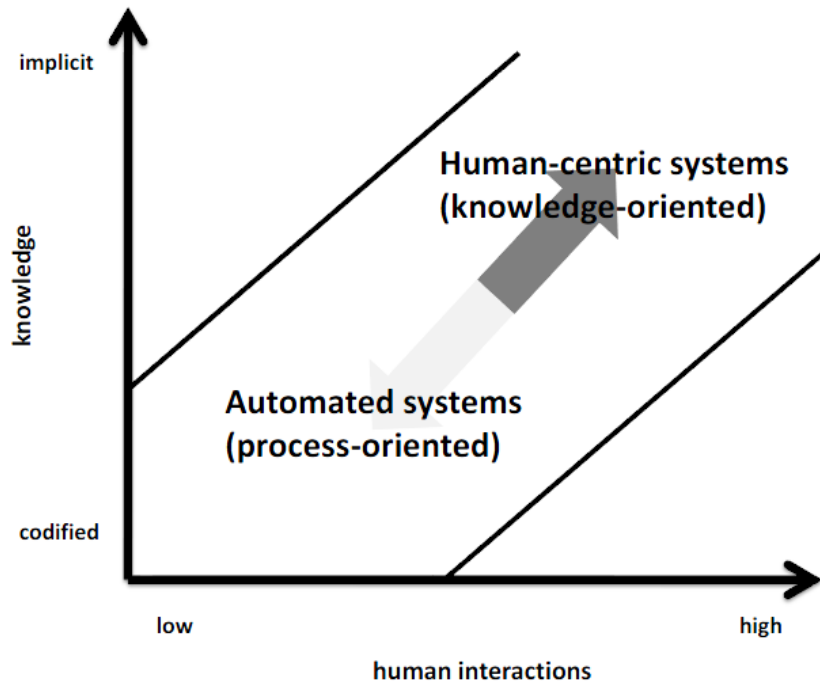 implicit
Human-centric systems
(knowledge-oriented)
knowledge
Automated systems
(process-oriented)
codified
low
high
human interactions